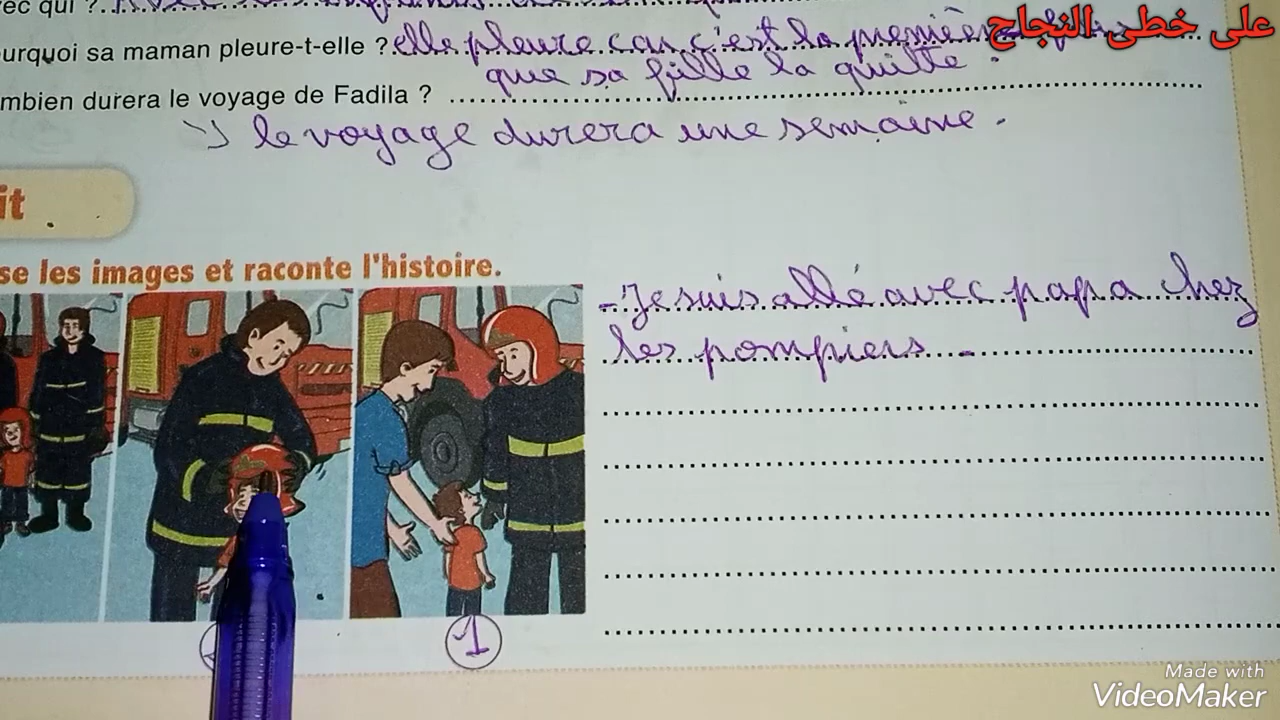 ec qui ?
على خطى النجاح
urquoi sa maman pleure-t-elle ? elle pleure car c'est la première
que sa fille la quitte.
mbien durera le voyage de Fadila ?
le voyage durera une semaine.
it
se les images et raconte l'histoire.
- Je suis allé avec papa chez
les pompiers. -
1
Made with
VideoMaker